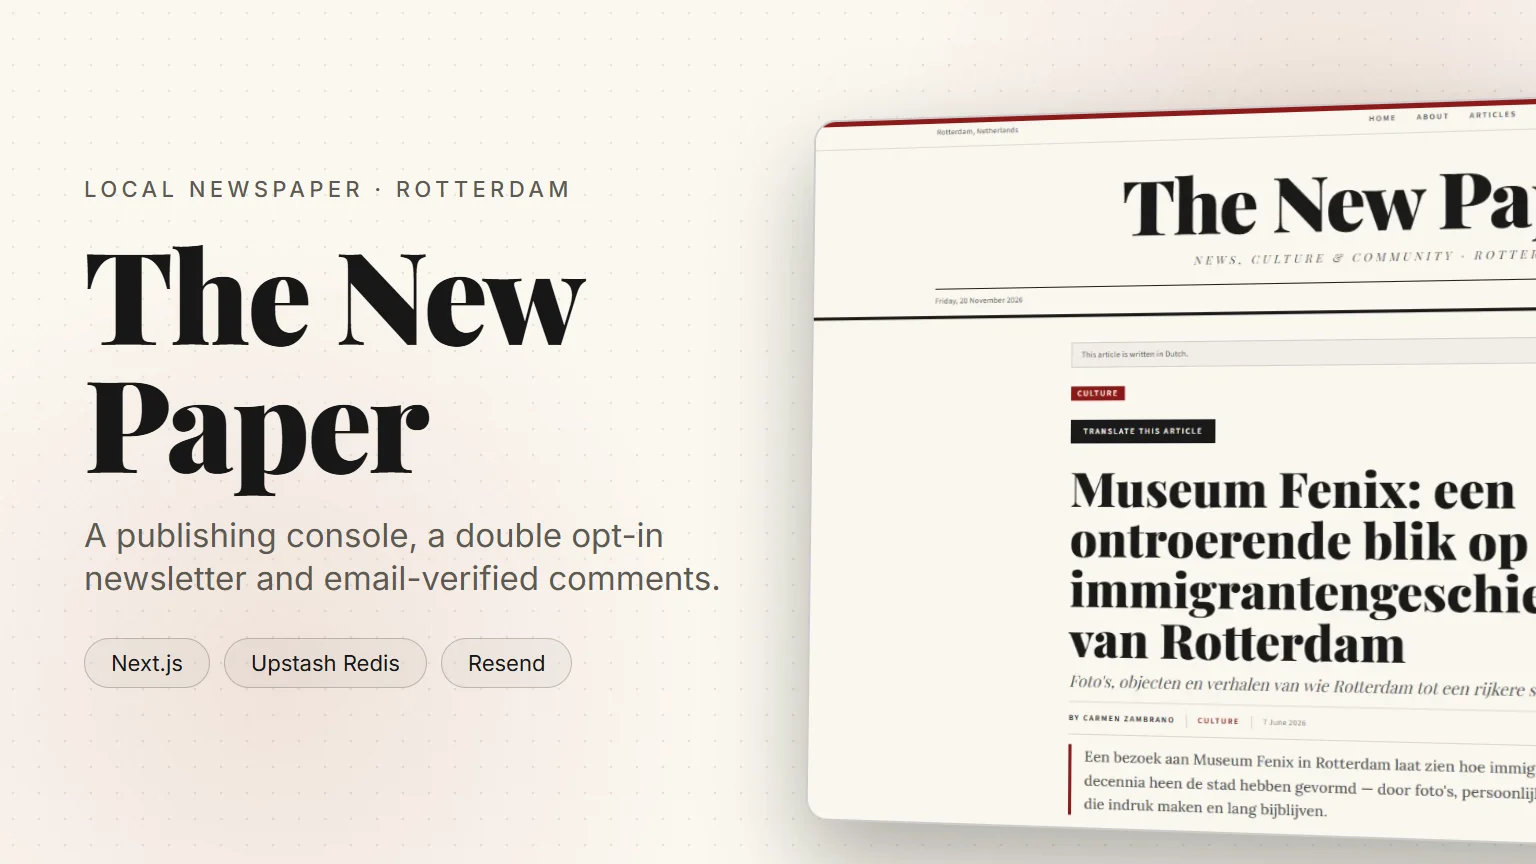 LOCAL NEWSPAPER · ROTTERDAM
The New
Paper
A publishing console, a double opt-in
newsletter and email-verified comments.
Next.js
Upstash Redis
Resend
Rotterdam, Netherlands
HOME ABOUT ARTICLES
The New Pap
NEWS, CULTURE & COMMUNITY · ROTTER
Friday, 20 November 2026
This article is written in Dutch.
CULTURE
TRANSLATE THIS ARTICLE
Museum Fenix: een
ontroerende blik op
immigrantengeschie
van Rotterdam
Foto's, objecten en verhalen van wie Rotterdam tot een rijkere s
BY CARMEN ZAMBRANO CULTURE 7 June 2026
Een bezoek aan Museum Fenix in Rotterdam laat zien hoe immig
decennia heen de stad hebben gevormd — door foto's, persoonlijk
die indruk maken en lang bijblijven.